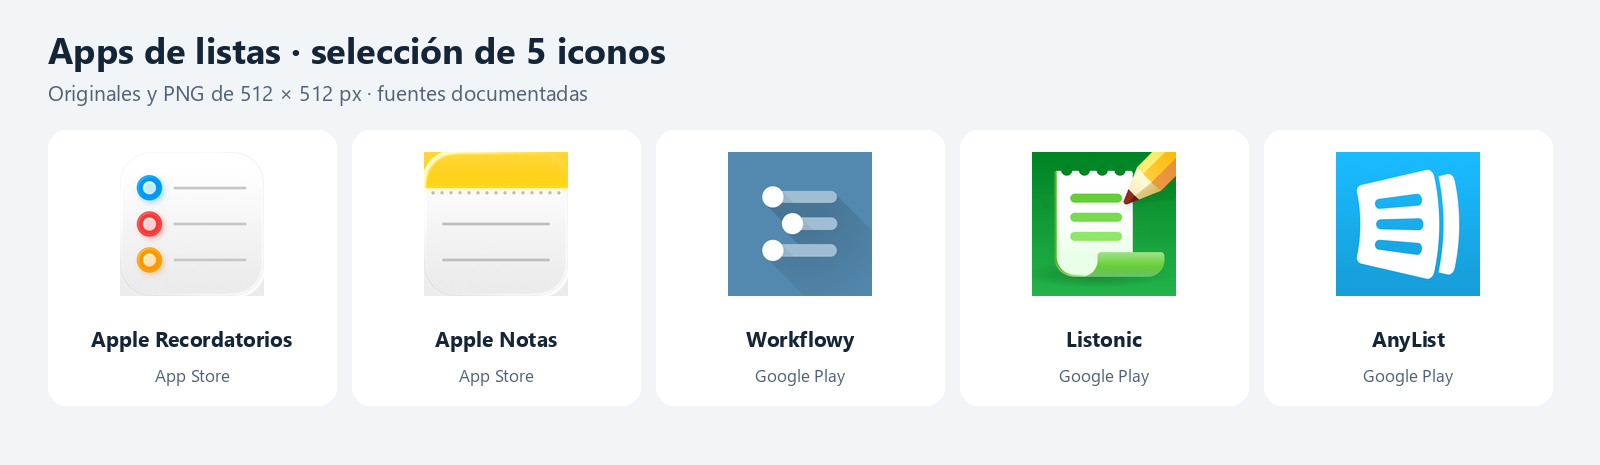 Apps de listas · selección de 5 iconos
Originales y PNG de 512 × 512 px · fuentes documentadas
Apple Recordatorios
App Store
Apple Notas
App Store
Workflowy
Google Play
Listonic
Google Play
AnyList
Google Play